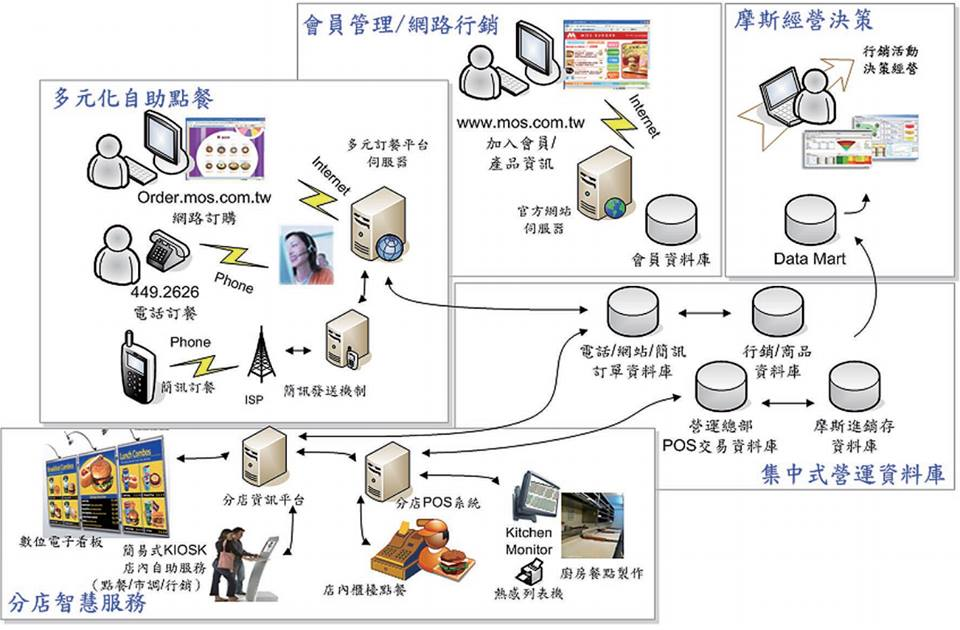 會員管理/網路行銷
www.mos.com.tw
加入會員/
產品資訊
Internet
官方網站
伺服器
會員資料庫
摩斯經營決策
行銷活動
決策經營
Data Mart
多元化自助點餐
Order.mos.com.tw
網路訂購
Internet
多元訂餐平台
伺服器
Phone
449.2626
電話訂餐
Phone
簡訊訂餐
ISP
簡訊發送機制
電話/網站/簡訊
訂單資料庫
行銷/商品
資料庫
營運總部
POS交易資料庫
摩斯進銷存
資料庫
集中式營運資料庫
Breakfast Combos
Lunch Combos
數位電子看板
分店資訊平台
簡易式KIOSK
店內自助服務
(點餐/市調/行銷)
分店POS系統
店內櫃檯點餐
Kitchen
Monitor
熱感列表機
廚房餐點製作
分店智慧服務